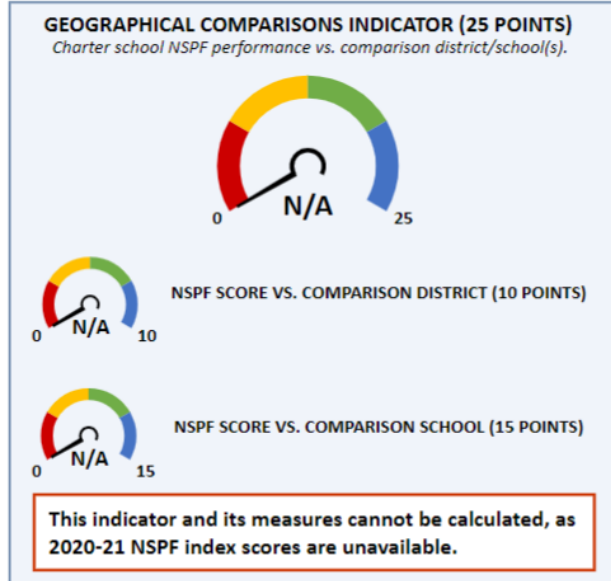 GEOGRAPHICAL COMPARISONS INDICATOR (25 POINTS)
Charter school NSPF performance vs. comparison district/school(s).
N/A
0
25
NSPF SCORE VS. COMPARISON DISTRICT (10 POINTS)
N/A
0
10
NSPF SCORE VS. COMPARISON SCHOOL (15 POINTS)
N/A
0
15
This indicator and its measures cannot be calculated, as
2020-21 NSPF index scores are unavailable.